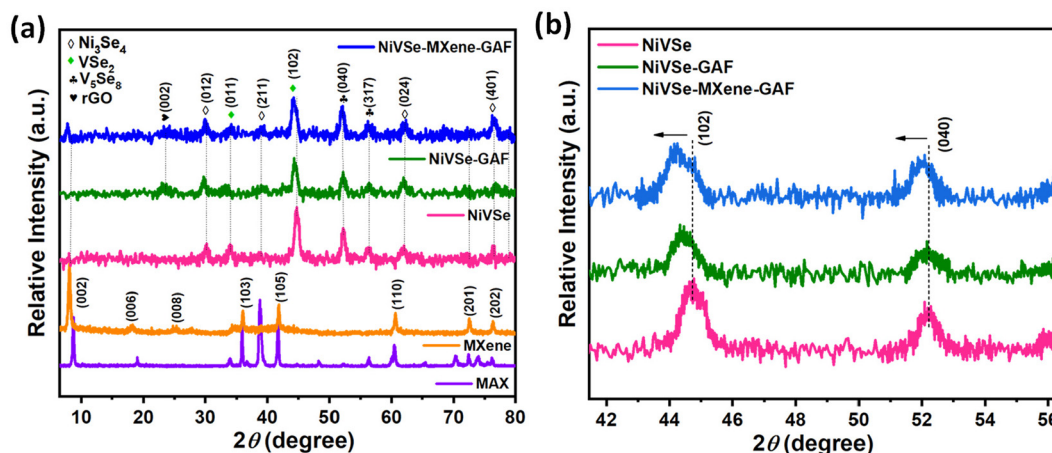 (a)
◊ Ni3Se4
♦ VSe2
♣ V5Se8
♥ rGO
NiVSe-MXene-GAF
♥(002)
◊(012)
♦(011)
◊(211)
♦(102)
♣(040)
♣(317)
◊(024)
◊(401)
NiVSe-GAF
NiVSe
(002)
(006)
(008)
(103)
(105)
(110)
(201)
(202)
MXene
MAX
Relative Intensity (a.u.)
10 20 30 40 50 60 70 80
2θ (degree)
(b)
NiVSe
NiVSe-GAF
NiVSe-MXene-GAF
(102)
(040)
Relative Intensity (a.u.)
42 44 46 48 50 52 54 56
2θ (degree)